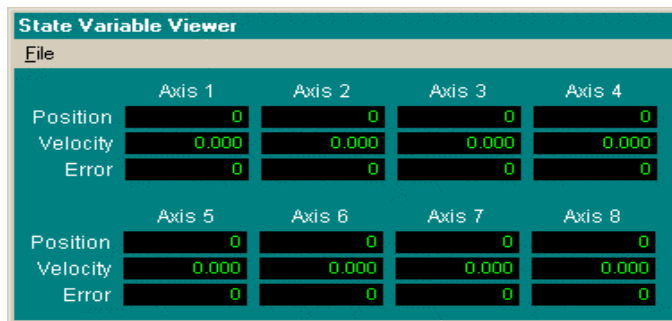 State Variable Viewer
File
Axis 1 Axis 2 Axis 3 Axis 4
Position 0 0 0 0
Velocity 0.000 0.000 0.000 0.000
Error 0 0 0 0
Axis 5 Axis 6 Axis 7 Axis 8
Position 0 0 0 0
Velocity 0.000 0.000 0.000 0.000
Error 0 0 0 0